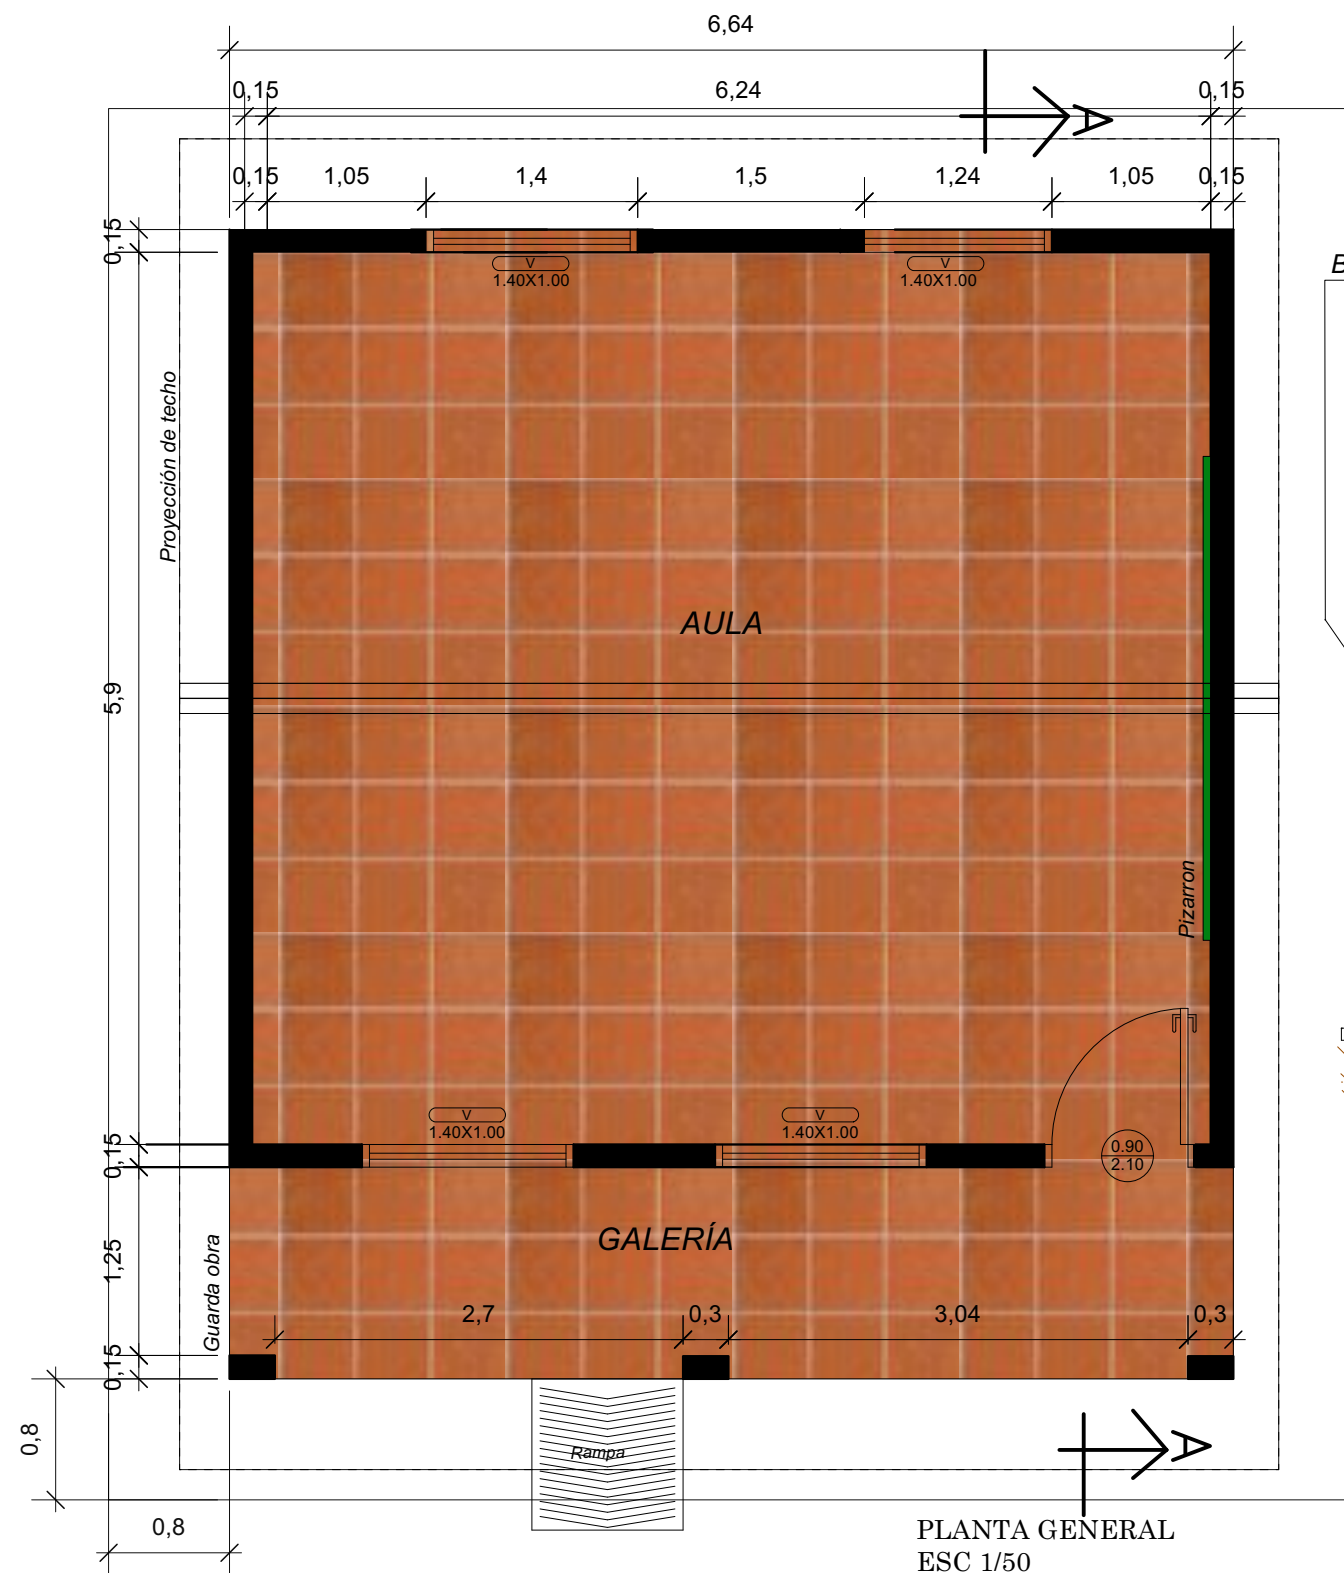 6,64
0,15
6,24
0,15
0,15
1,05
1,4
1,5
1,24
1,05
0,15
A
0,15
V
1.40X1.00
V
1.40X1.00
B
Proyección de techo
AULA
5,9
Pizarron
V
1.40X1.00
V
1.40X1.00
0.90
2.10
0,15
GALERÍA
1,25
Guarda obra
2,7
0,3
3,04
0,3
0,15
0,8
Rampa
A
0,8
PLANTA GENERAL
ESC 1/50